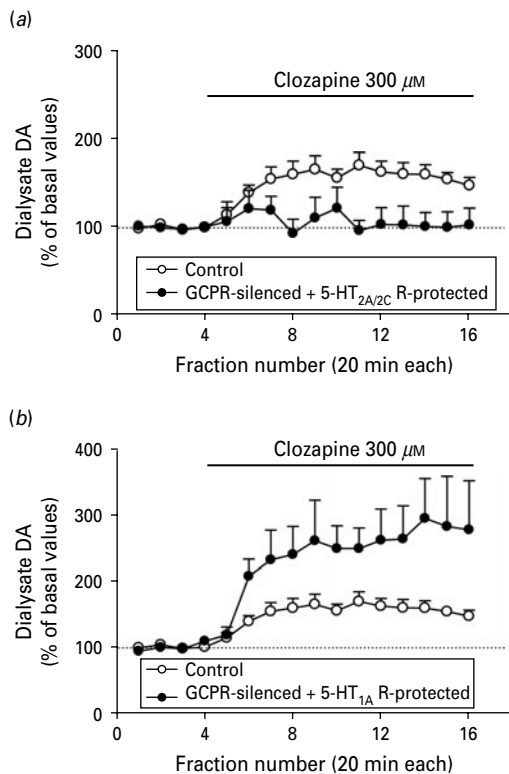 (a)
300
Clozapine 300 μM
200
100
0
Dialysate DA
(% of basal values)
Control
GCPR-silenced + 5-HT2A/2C R-protected
0 4 8 12 16
Fraction number (20 min each)
(b)
400
Clozapine 300 μM
300
200
100
0
Dialysate DA
(% of basal values)
Control
GCPR-silenced + 5-HT1A R-protected
0 4 8 12 16
Fraction number (20 min each)